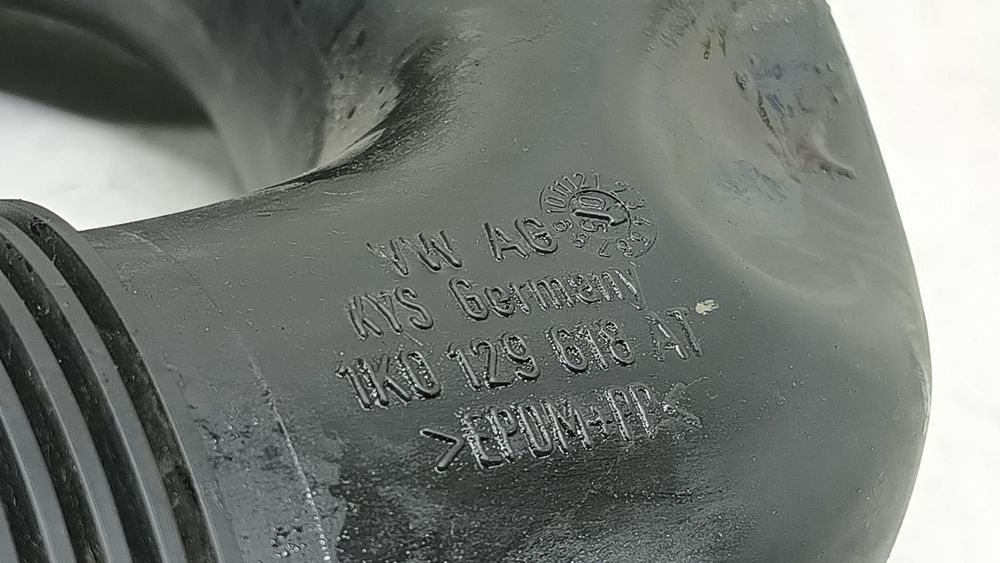 VW AG
KYS Germany
1K0 129 618 AT
>EPDM+PP<